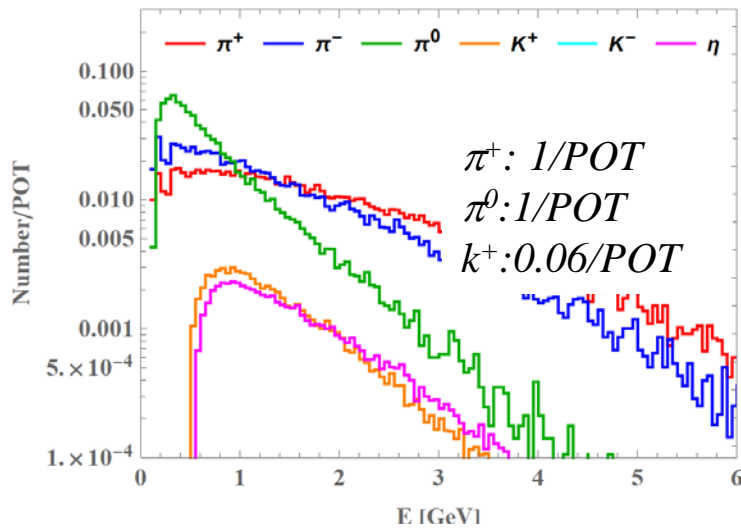 π⁺ π⁻ π⁰ K⁺ K⁻ η
0.100
0.050
0.010
0.005
0.001
5.×10⁻⁴
1.×10⁻⁴
Number/POT
π⁺: 1/POT
π⁰:1/POT
k⁺:0.06/POT
0 1 2 3 4 5 6
E [GeV]